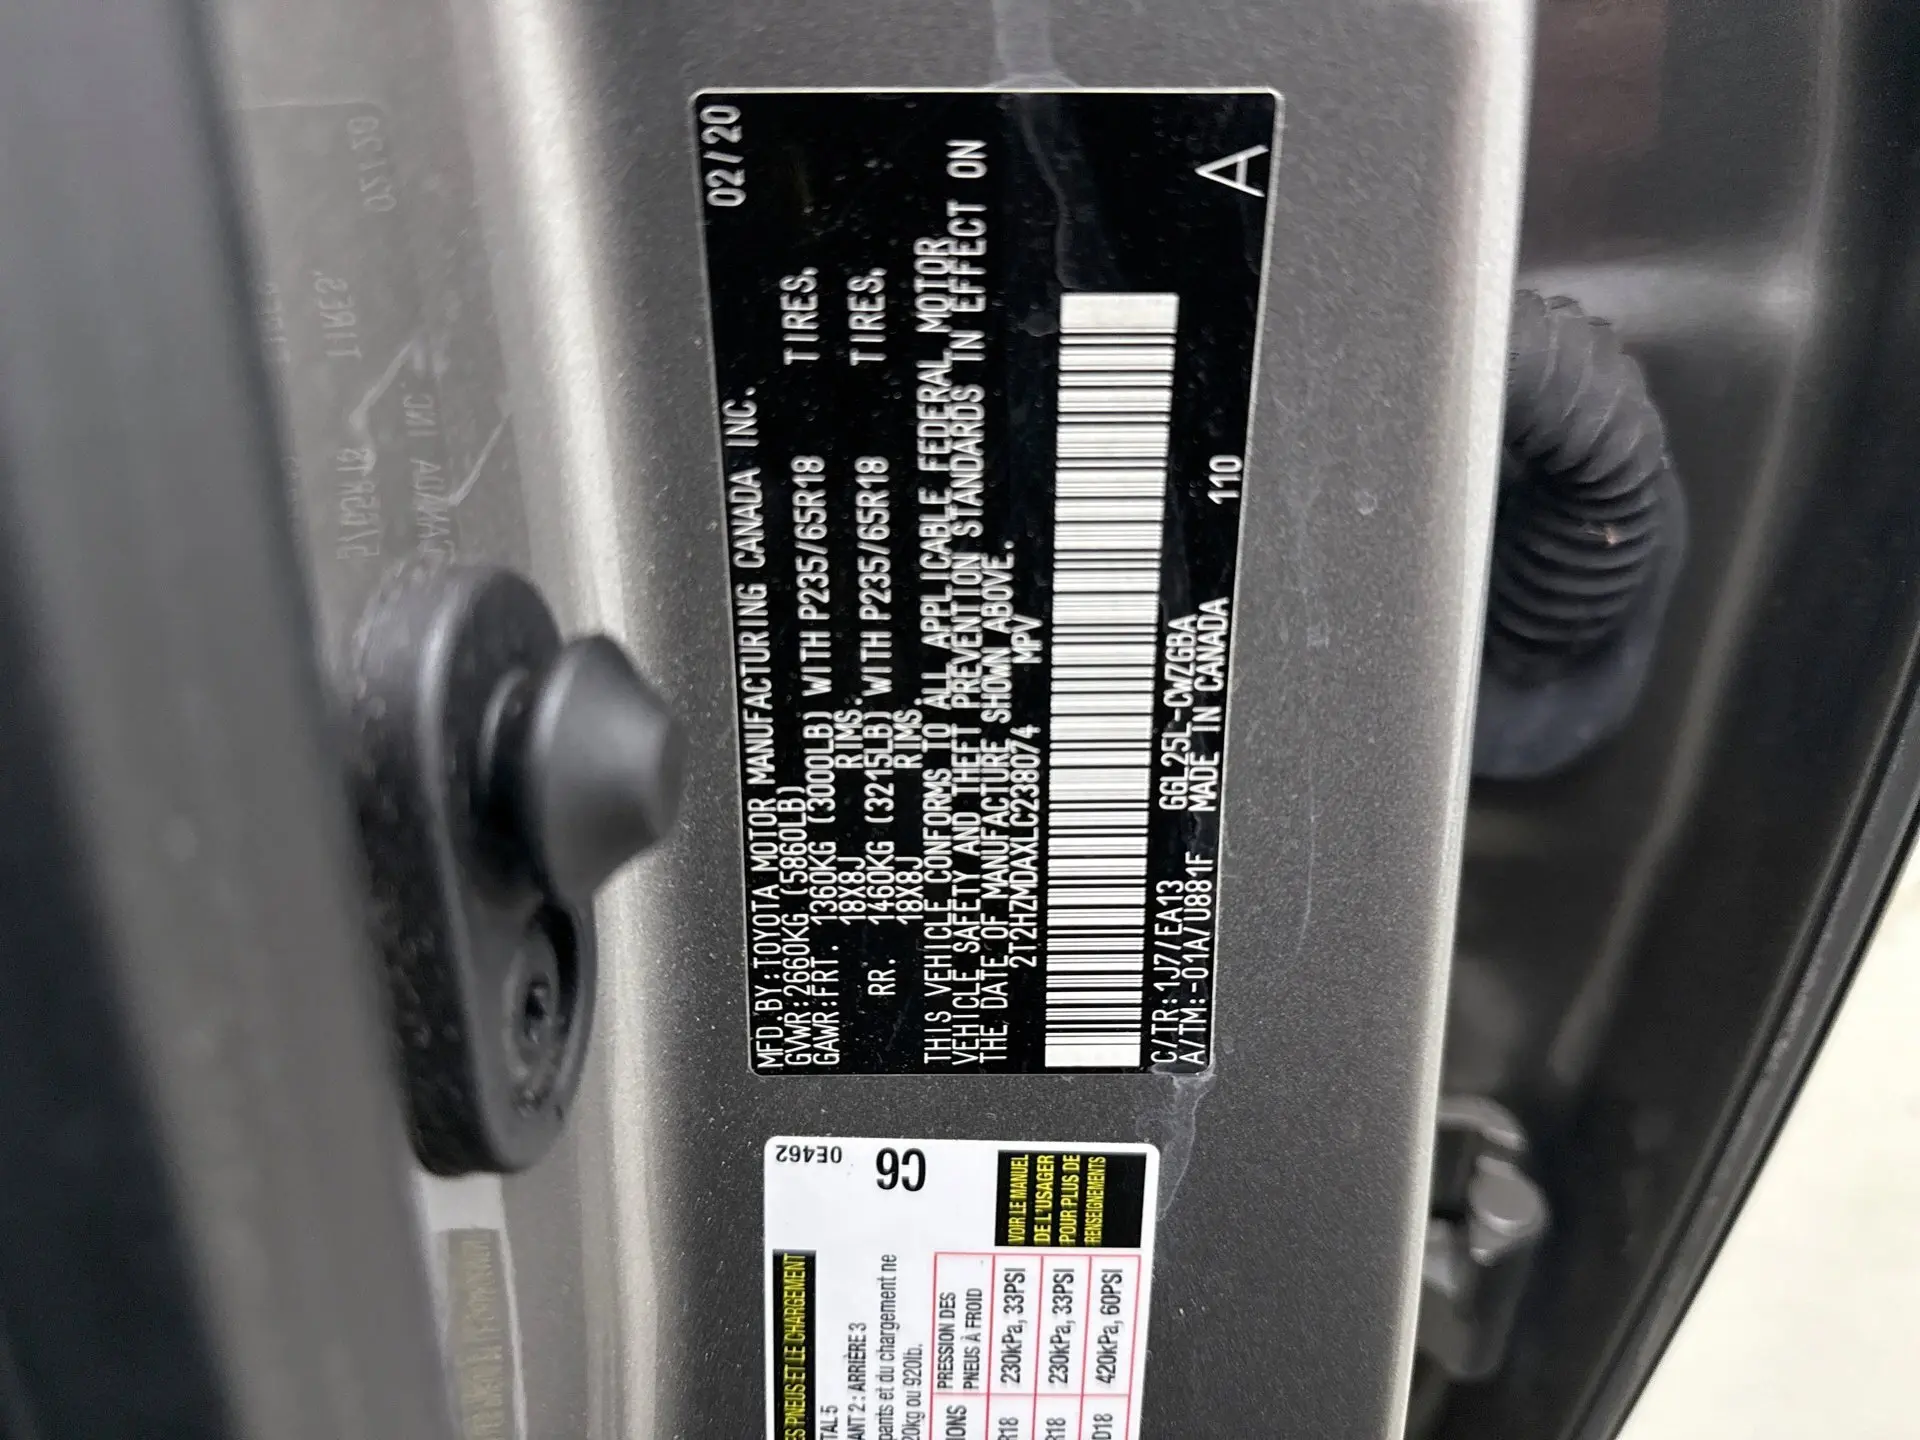 02/20
MFD.BY:TOYOTA MOTOR MANUFACTURING CANADA INC.
GVWR:2660KG (5860LB)
GAWR:FRT. 1360KG (3000LB) WITH P235/65R18 TIRES.
18X8J RIMS.
RR. 1460KG (3215LB) WITH P235/65R18 TIRES.
18X8J RIMS.
THIS VEHICLE CONFORMS TO ALL APPLICABLE FEDERAL MOTOR
VEHICLE SAFETY AND THEFT PREVENTION STANDARDS IN EFFECT ON
THE DATE OF MANUFACTURE SHOWN ABOVE.
2T2HZMDAXLC238074 MPV
C/TR:1J7/EA13 GGL25L-CWZGBA
A/TM:-01A/U881F MADE IN CANADA 110
A
0E462
C6
PNEUS ET LE CHARGEMENT
TAL 5
ANT 2 : ARRIÈRE 3
pants et du chargement ne
20kg ou 920lb.
IONS PRESSION DES
PNEUS À FROID
R18 230kPa, 33PSI
R18 230kPa, 33PSI
D18 420kPa, 60PSI
VOIR LE MANUEL
DE L'USAGER
POUR PLUS DE
RENSEIGNEMENTS